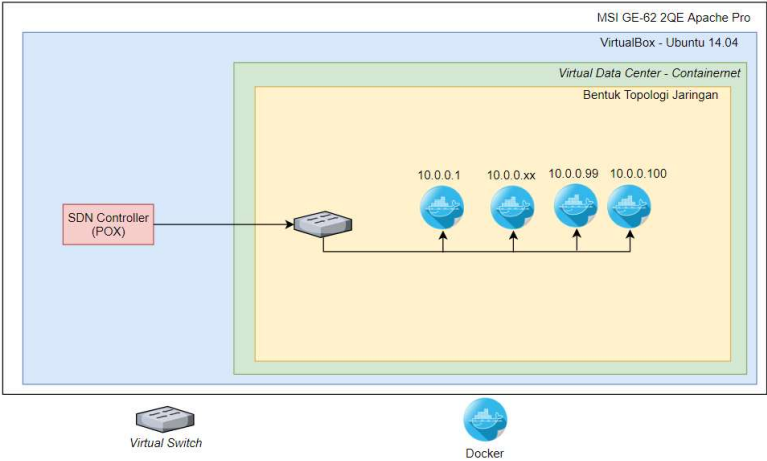 MSI GE-62 2QE Apache Pro
VirtualBox - Ubuntu 14.04
Virtual Data Center - Containernet
Bentuk Topologi Jaringan
10.0.0.1
10.0.0.xx
10.0.0.99
10.0.0.100
SDN Controller
(POX)
Virtual Switch
Docker